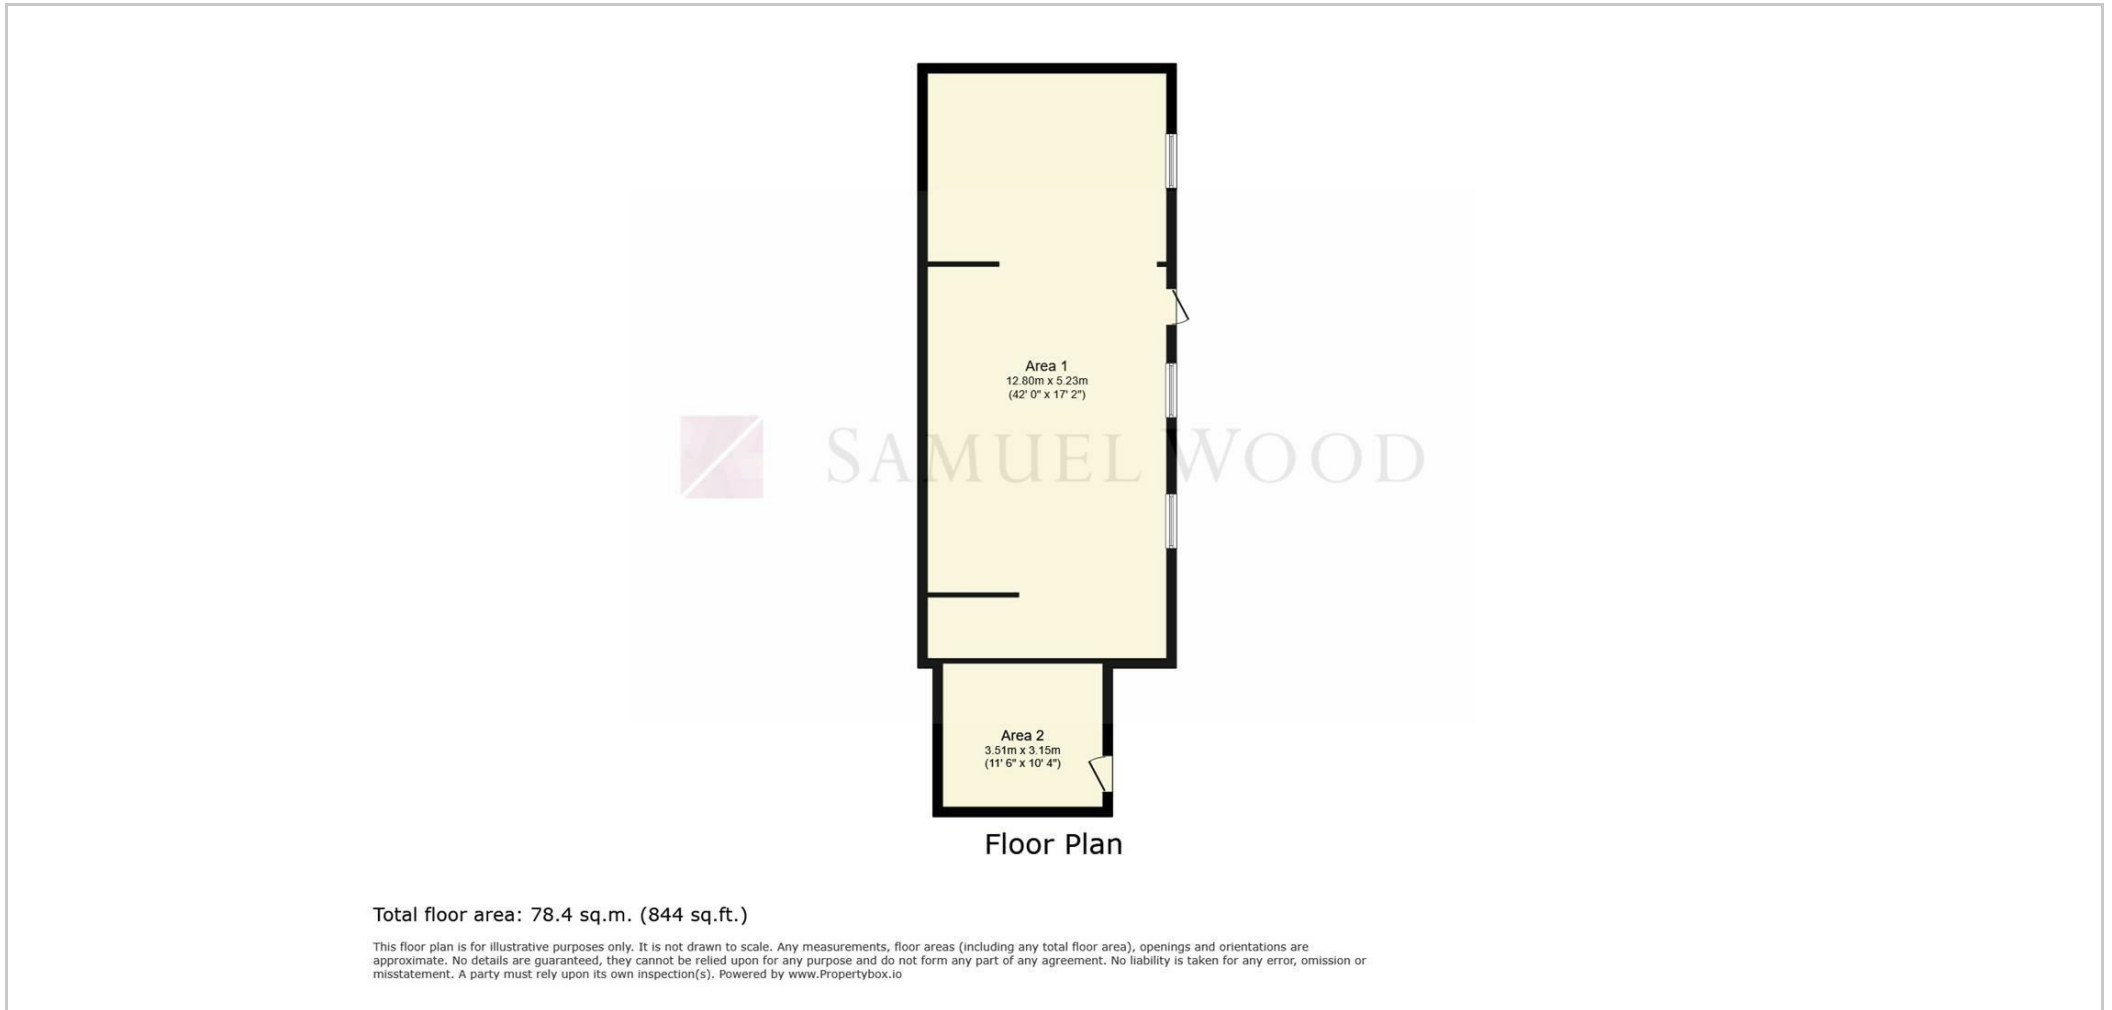 Area 1
12.80m x 5.23m
(42' 0" x 17' 2")
SAMUEL WOOD
Area 2
3.51m x 3.15m
(11' 6" x 10' 4")
Floor Plan
Total floor area: 78.4 sq.m. (844 sq.ft.)
This floor plan is for illustrative purposes only. It is not drawn to scale. Any measurements, floor areas (including any total floor area), openings and orientations are
approximate. No details are guaranteed, they cannot be relied upon for any purpose and do not form any part of any agreement. No liability is taken for any error, omission or
misstatement. A party must rely upon its own inspection(s). Powered by www.Propertybox.io